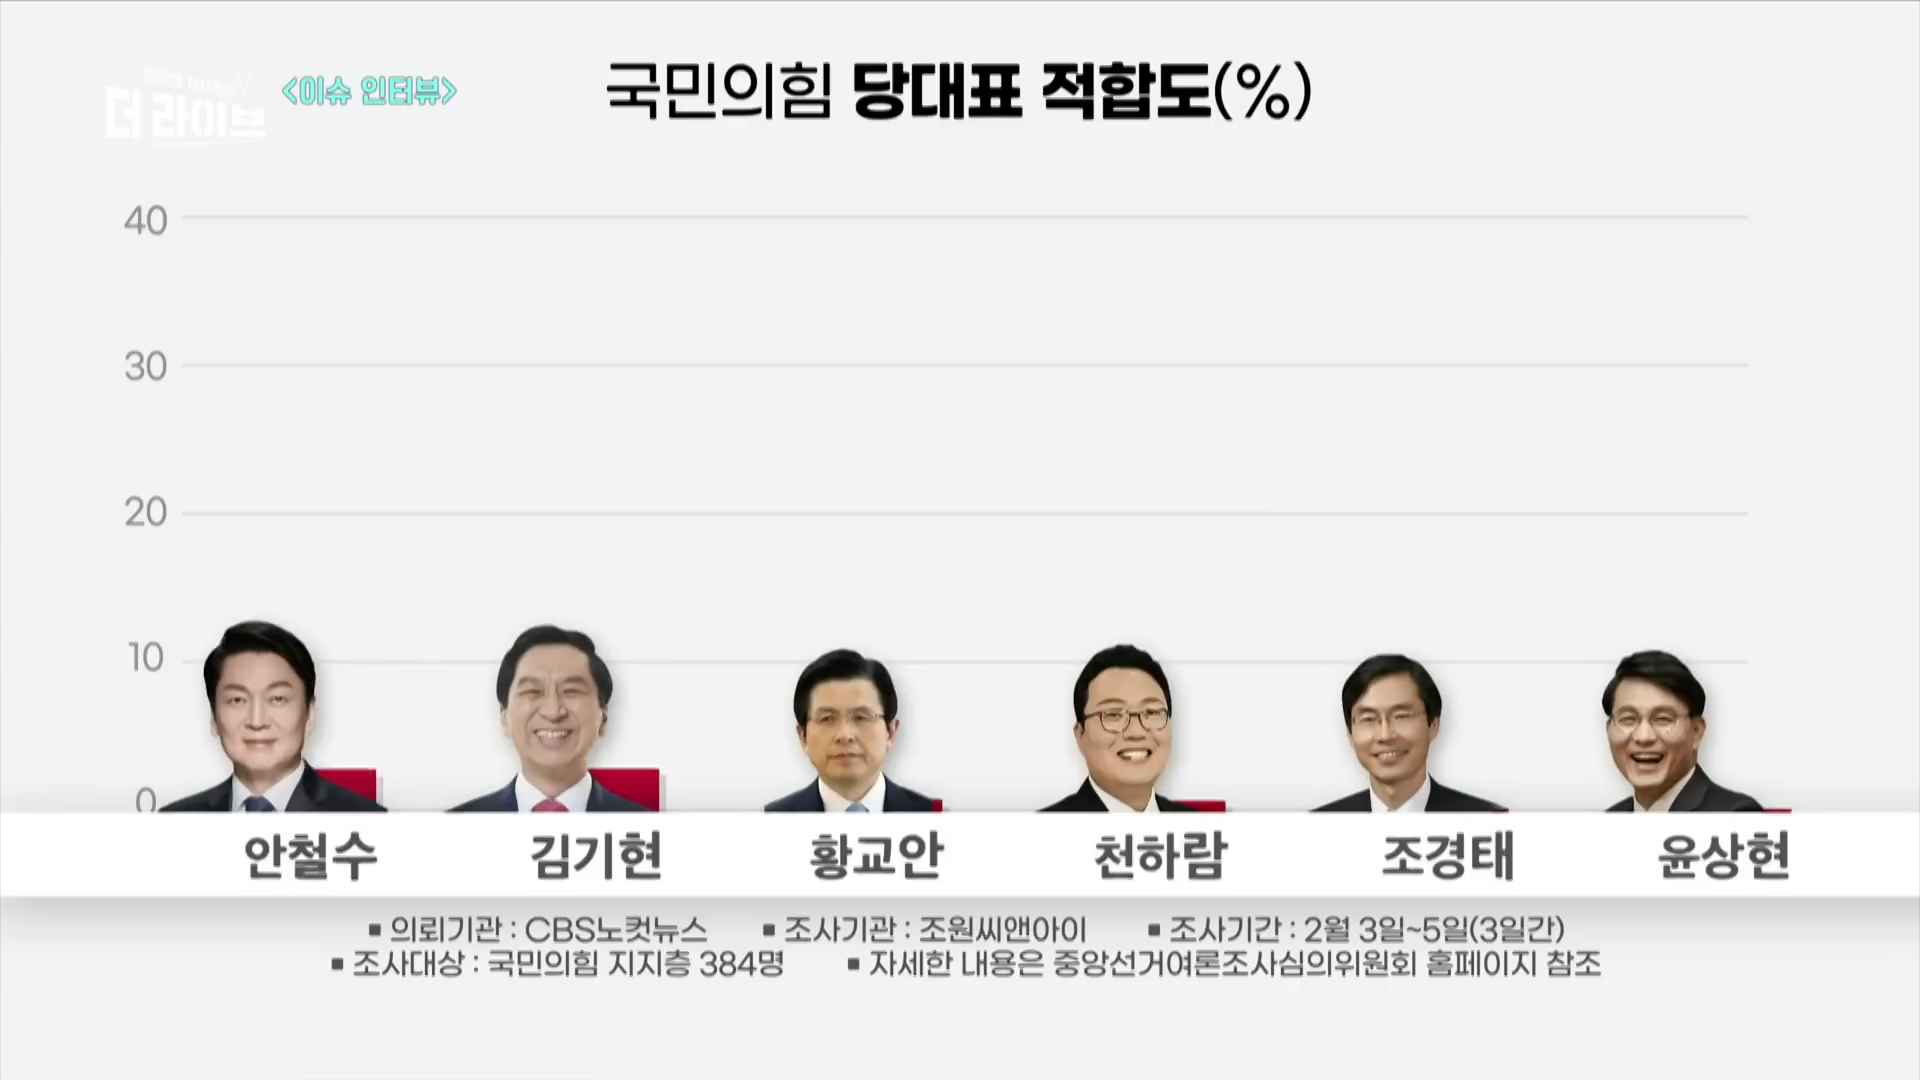 더 라이브
<이슈 인터뷰>
국민의힘 당대표 적합도(%)
40
30
20
10
0
안철수 김기현 황교안 천하람 조경태 윤상현
▪ 의뢰기관 : CBS노컷뉴스 ▪ 조사기관 : 조원씨앤아이 ▪ 조사기간 : 2월 3일~5일(3일간)
▪ 조사대상 : 국민의힘 지지층 384명 ▪ 자세한 내용은 중앙선거여론조사심의위원회 홈페이지 참조